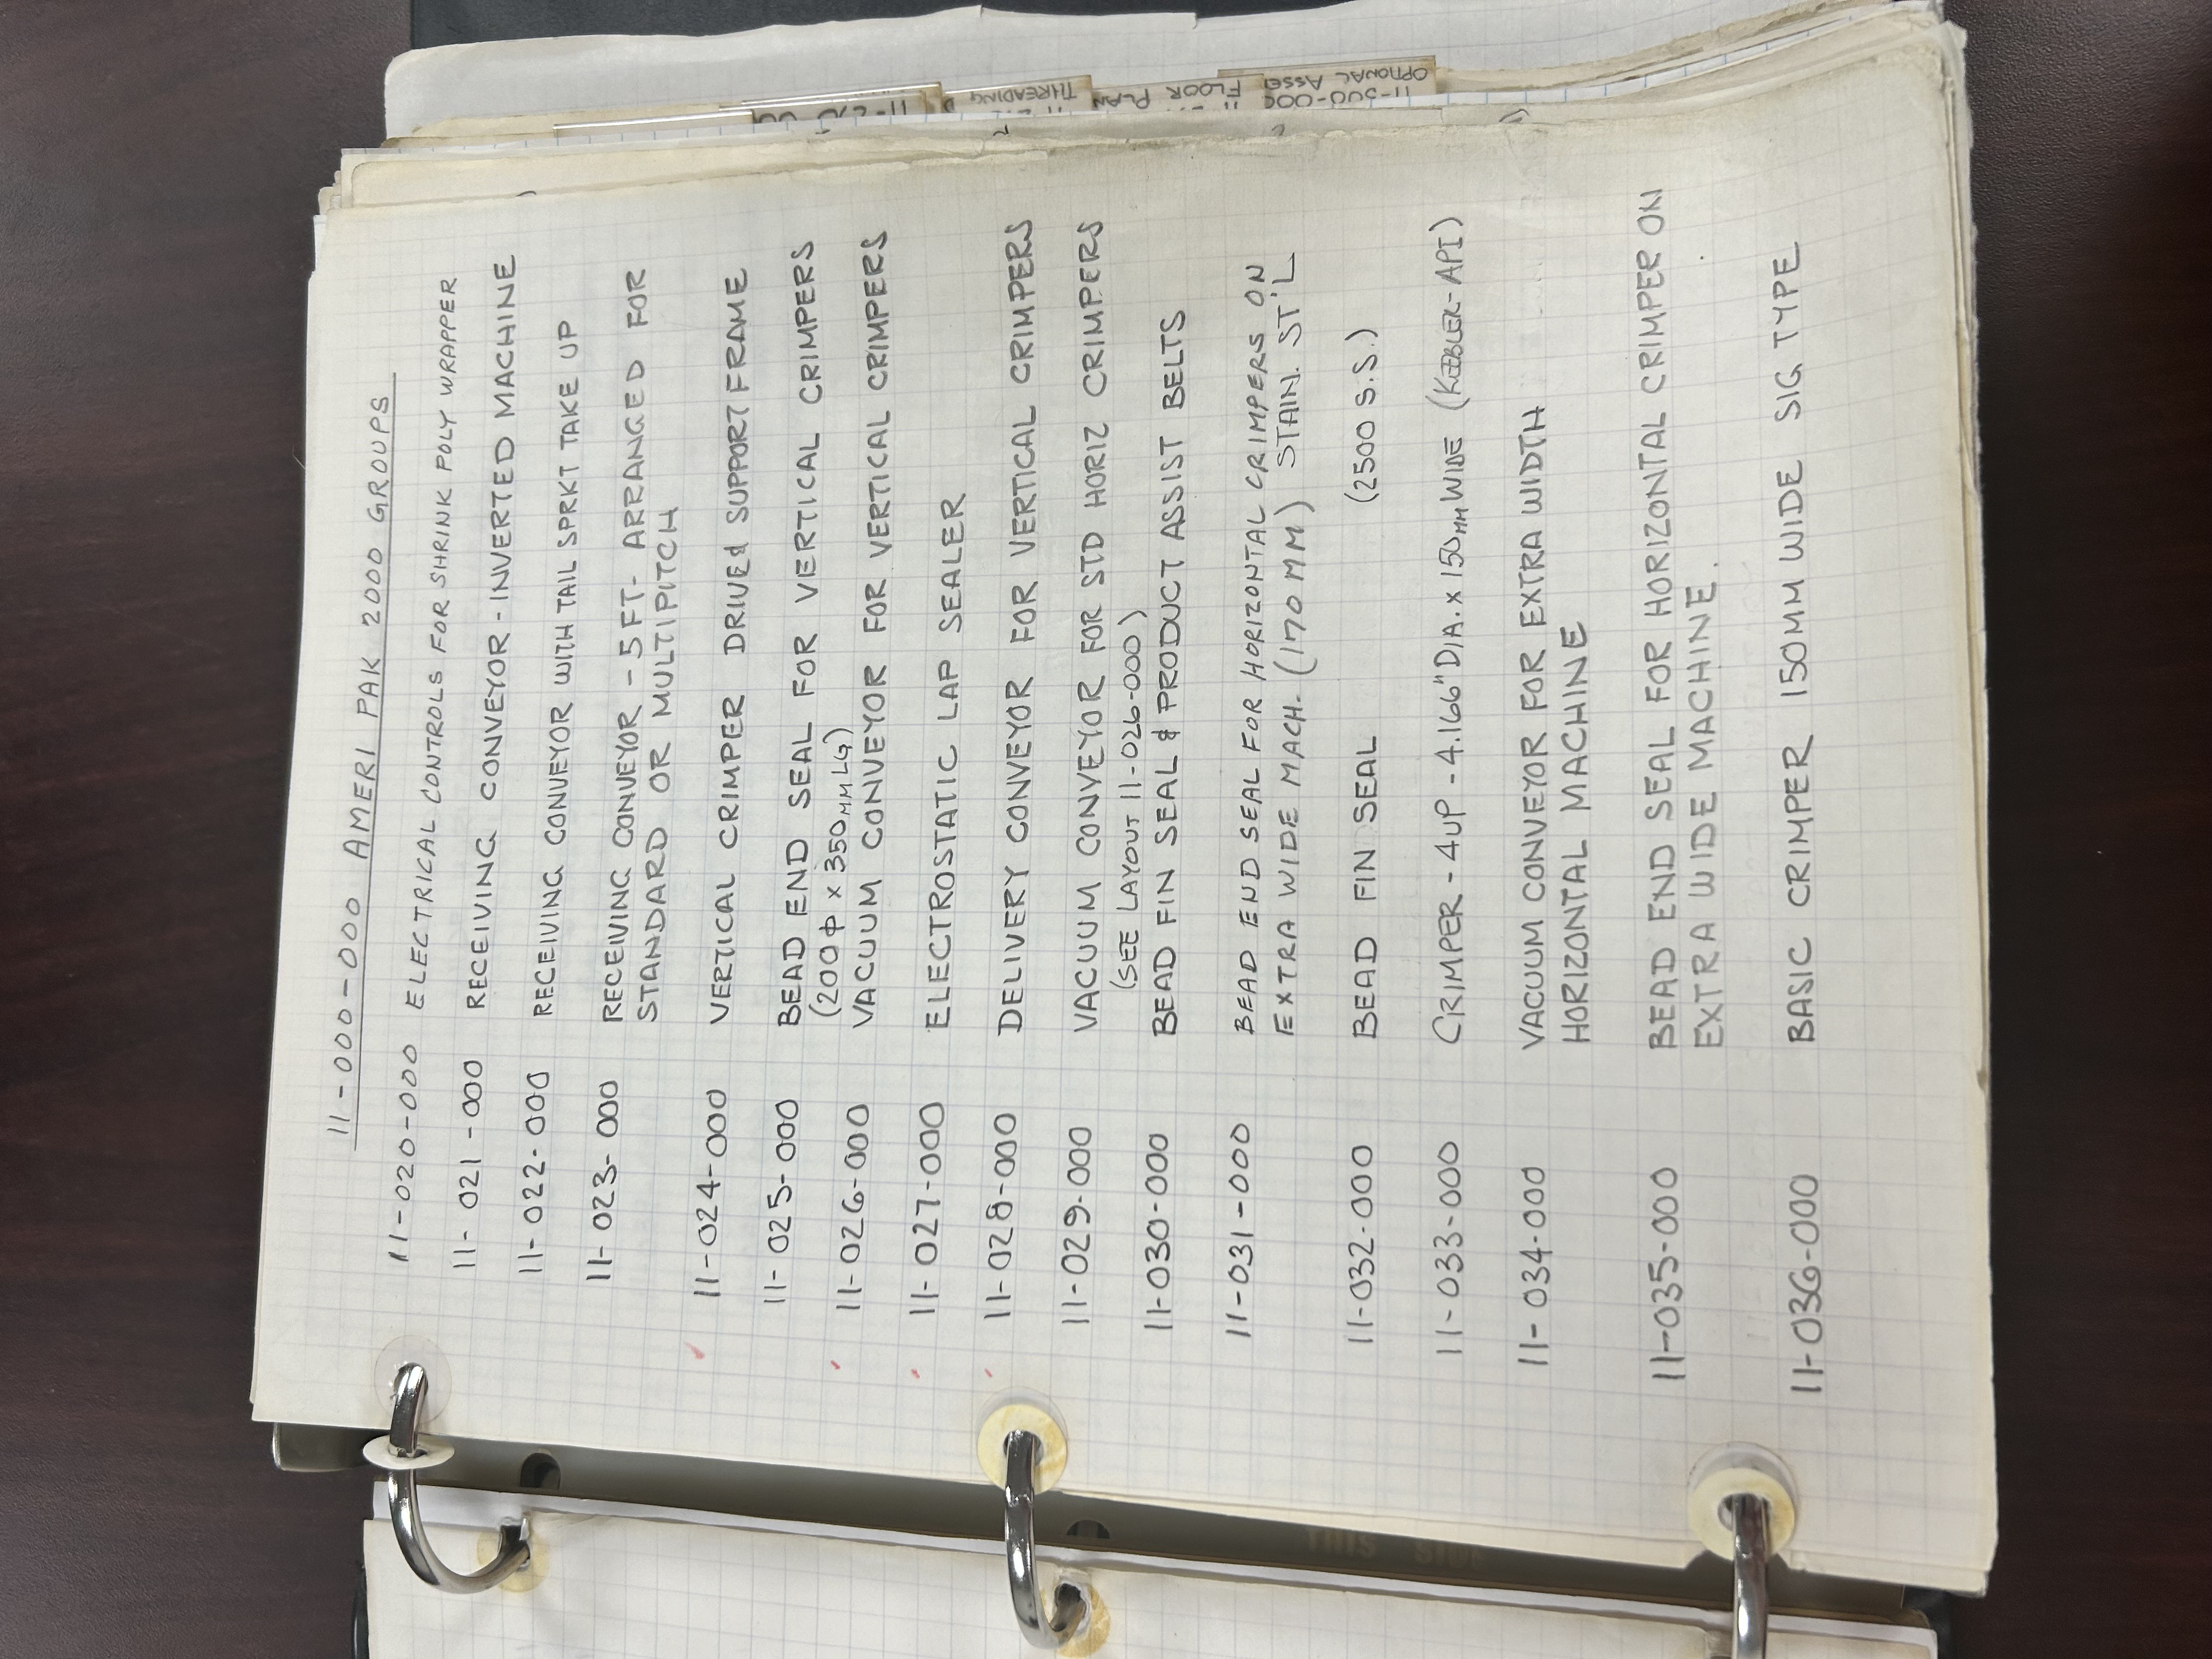 11-000-000 AMERI PAK 2000 GROUPS
11-020-000 ELECTRICAL CONTROLS FOR SHRINK POLY WRAPPER
11-021-000 RECEIVING CONVEYOR - INVERTED MACHINE
11-022-000 RECEIVING CONVEYOR WITH TAIL SPRKT TAKE UP
11-023-000 RECEIVING CONVEYOR - 5 FT- ARRANGED FOR
STANDARD OR MULTIPITCH
11-024-000 VERTICAL CRIMPER DRIVE & SUPPORT FRAME
11-025-000 BEAD END SEAL FOR VERTICAL CRIMPERS
(200 ϕ x 350 MM LG)
11-026-000 VACUUM CONVEYOR FOR VERTICAL CRIMPERS
11-027-000 ELECTROSTATIC LAP SEALER
11-028-000 DELIVERY CONVEYOR FOR VERTICAL CRIMPERS
11-029-000 VACUUM CONVEYOR FOR STD HORIZ CRIMPERS
(SEE LAYOUT 11-026-000)
11-030-000 BEAD FIN SEAL & PRODUCT ASSIST BELTS
11-031-000 BEAD END SEAL FOR HORIZONTAL CRIMPERS ON
EXTRA WIDE MACH. (170 MM) STAIN. ST'L
11-032-000 BEAD FIN SEAL (2500 S.S.)
11-033-000 CRIMPER - 4UP - 4.166" DIA. x 150 MM WIDE (KEEBLER-API)
11-034-000 VACUUM CONVEYOR FOR EXTRA WIDTH
HORIZONTAL MACHINE
11-035-000 BEAD END SEAL FOR HORIZONTAL CRIMPER ON
EXTRA WIDE MACHINE.
11-036-000 BASIC CRIMPER 150MM WIDE SIG TYPE
THREADING
FLOOR PLAN
11-500-000
OPTIONAL